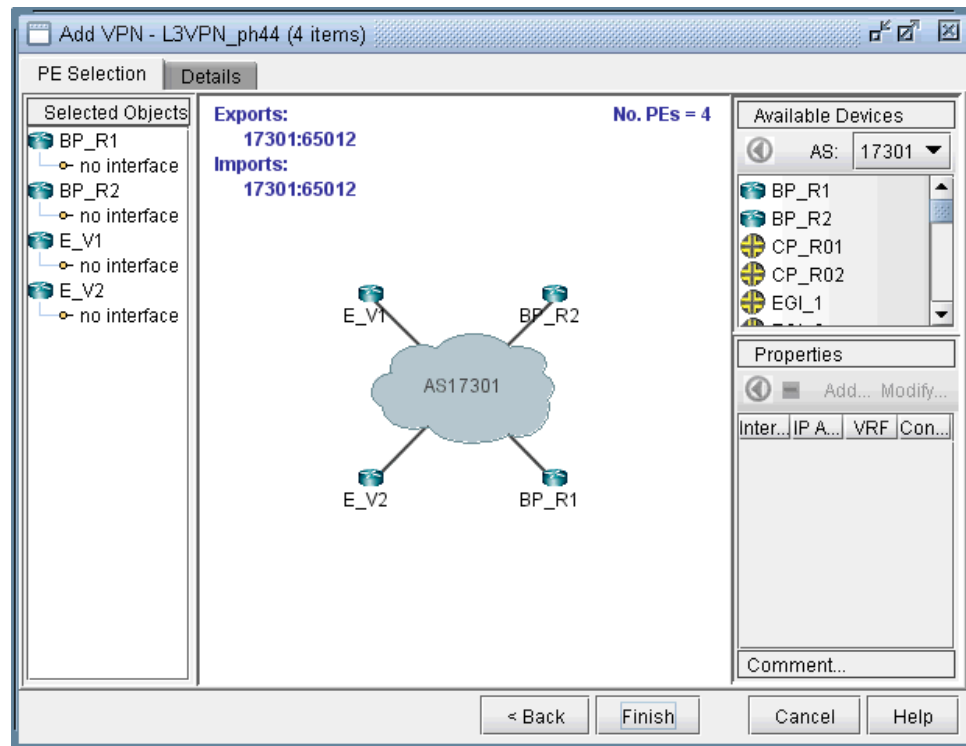 Add VPN - L3VPN_ph44 (4 items)
PE Selection
Details
Selected Objects
BP_R1
no interface
BP_R2
no interface
E_V1
no interface
E_V2
no interface
Exports:
17301:65012
Imports:
17301:65012
No. PEs = 4
E_V1
BP_R2
AS17301
E_V2
BP_R1
Available Devices
AS: 17301
BP_R1
BP_R2
CP_R01
CP_R02
EGI_1
Properties
Add... Modify...
Inter... IP A... VRF Con...
Comment...
< Back Finish Cancel Help